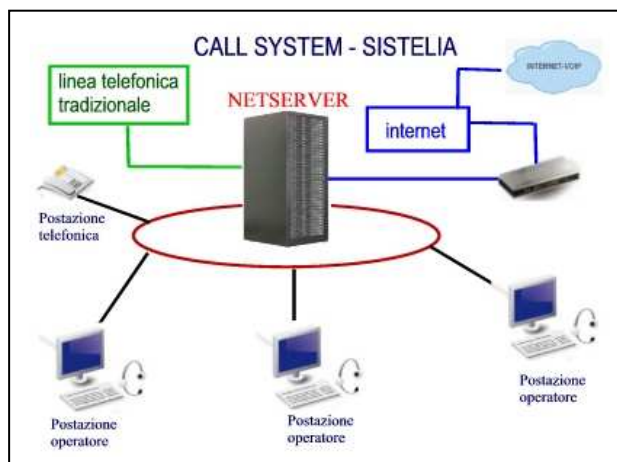 CALL SYSTEM - SISTELIA
linea telefonica
tradizionale
NETSERVER
INTERNET-VOIP
internet
Postazione
telefonica
Postazione
operatore
Postazione
operatore
Postazione
operatore